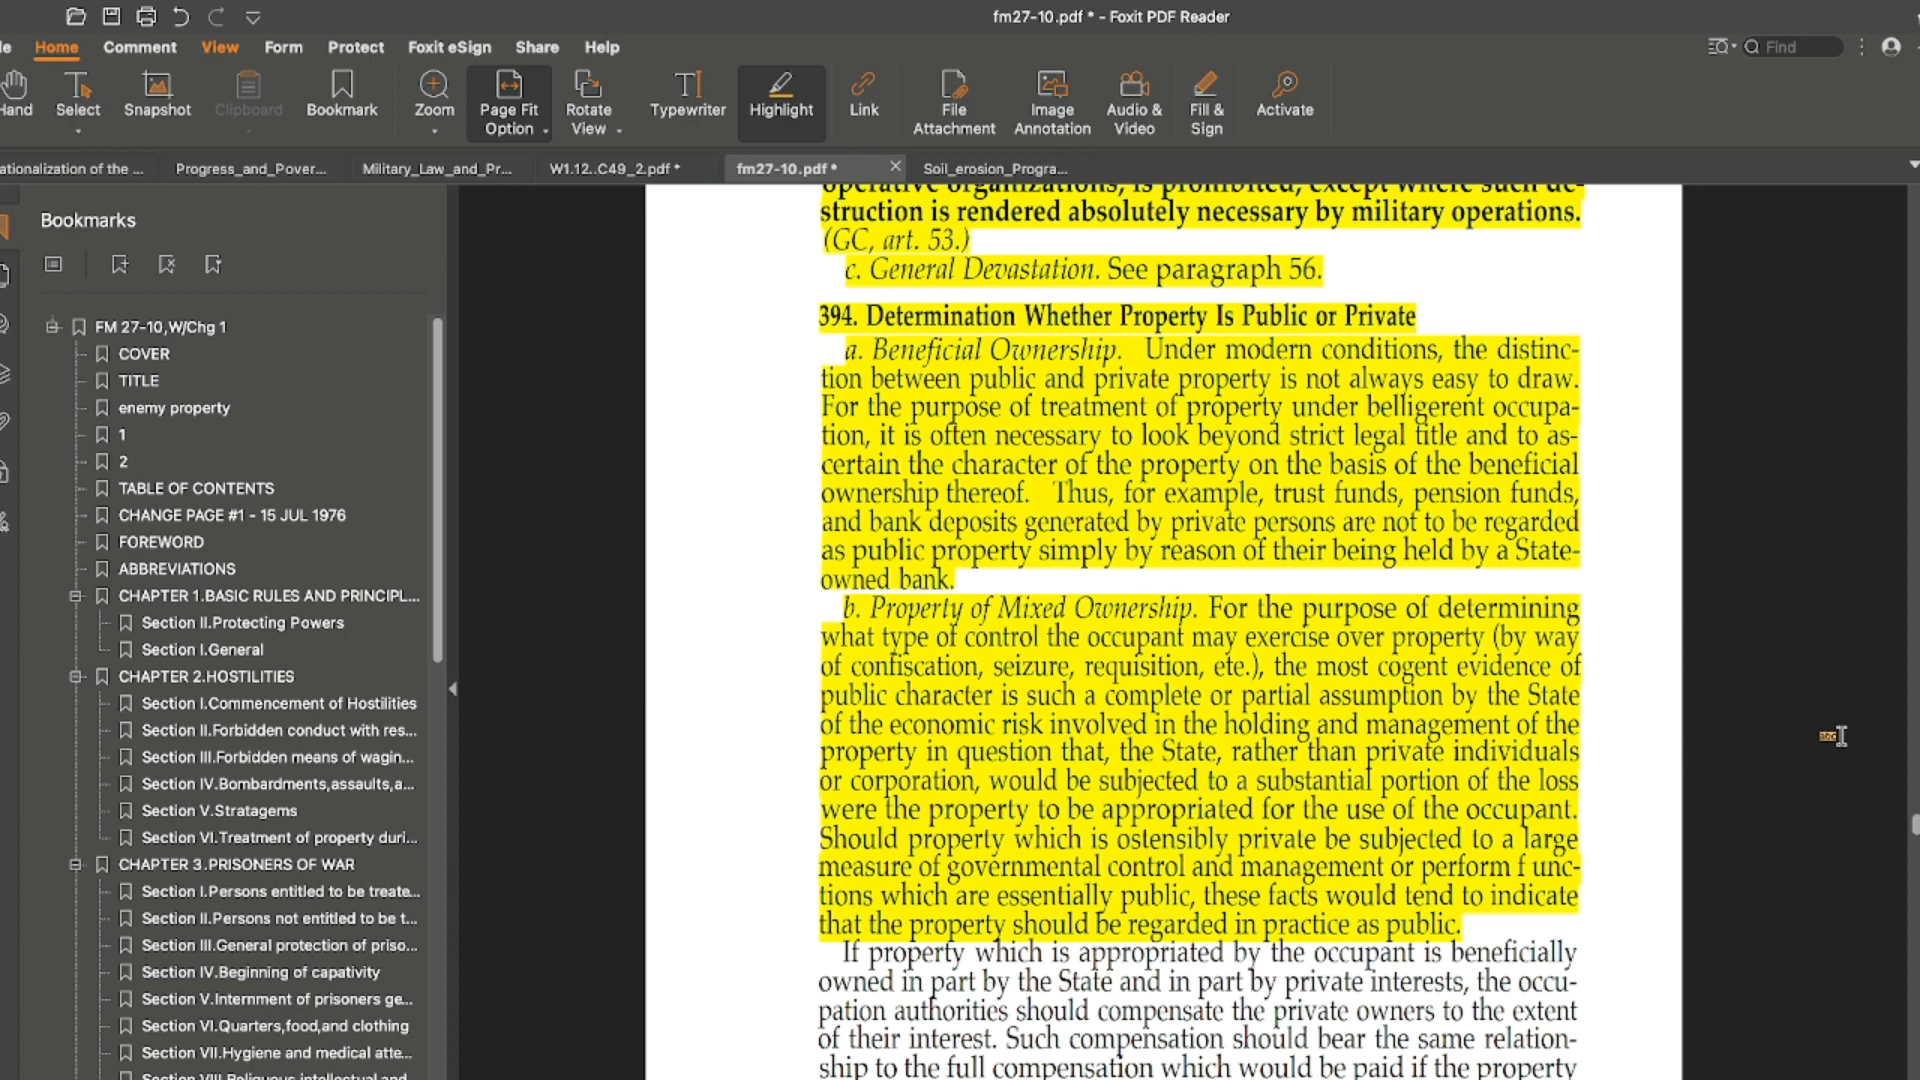 fm27-10.pdf * - Foxit PDF Reader
Home Comment View Form Protect Foxit eSign Share Help
Find
Hand Select Snapshot Clipboard Bookmark Zoom Page Fit Option Rotate View Typewriter Highlight Link File Attachment Image Annotation Audio & Video Fill & Sign Activate
ationalization of the ... Progress_and_Pover... Military_Law_and_Pr... W1.12..C49_2.pdf * fm27-10.pdf * Soil_erosion_Progra...
Bookmarks
FM 27-10,W/Chg 1
COVER
TITLE
enemy property
1
2
TABLE OF CONTENTS
CHANGE PAGE #1 - 15 JUL 1976
FOREWORD
ABBREVIATIONS
CHAPTER 1.BASIC RULES AND PRINCIPL...
Section II.Protecting Powers
Section I.General
CHAPTER 2.HOSTILITIES
Section I.Commencement of Hostilities
Section II.Forbidden conduct with res...
Section III.Forbidden means of wagin...
Section IV.Bombardments,assaults,a...
Section V.Stratagems
Section VI.Treatment of property duri...
CHAPTER 3.PRISONERS OF WAR
Section I.Persons entitled to be treate...
Section II.Persons not entitled to be t...
Section III.General protection of priso...
Section IV.Beginning of capativity
Section V.Internment of prisoners ge...
Section VI.Quarters,food,and clothing
Section VII.Hygiene and medical atte...
Section VIII.Religuous intellectual and
operative organizations, is prohibited, except where such de-
struction is rendered absolutely necessary by military operations.
(GC, art. 53.)
c. General Devastation. See paragraph 56.
394. Determination Whether Property Is Public or Private
a. Beneficial Ownership. Under modern conditions, the distinc-
tion between public and private property is not always easy to draw.
For the purpose of treatment of property under belligerent occupa-
tion, it is often necessary to look beyond strict legal title and to as-
certain the character of the property on the basis of the beneficial
ownership thereof. Thus, for example, trust funds, pension funds,
and bank deposits generated by private persons are not to be regarded
as public property simply by reason of their being held by a State-
owned bank.
b. Property of Mixed Ownership. For the purpose of determining
what type of control the occupant may exercise over property (by way
of confiscation, seizure, requisition, ete.), the most cogent evidence of
public character is such a complete or partial assumption by the State
of the economic risk involved in the holding and management of the
property in question that, the State, rather than private individuals
or corporation, would be subjected to a substantial portion of the loss
were the property to be appropriated for the use of the occupant.
Should property which is ostensibly private be subjected to a large
measure of governmental control and management or perform f unc-
tions which are essentially public, these facts would tend to indicate
that the property should be regarded in practice as public.
If property which is appropriated by the occupant is beneficially
owned in part by the State and in part by private interests, the occu-
pation authorities should compensate the private owners to the extent
of their interest. Such compensation should bear the same relation-
ship to the full compensation which would be paid if the property